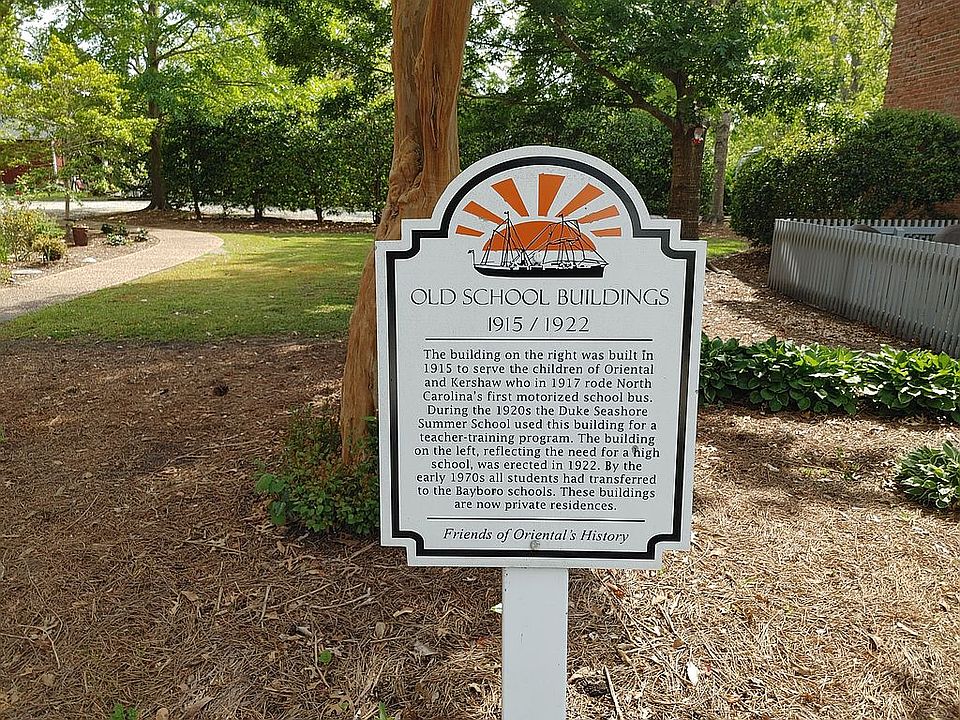 OLD SCHOOL BUILDINGS
1915 / 1922
The building on the right was built in
1915 to serve the children of Oriental
and Kershaw who in 1917 rode North
Carolina's first motorized school bus.
During the 1920s the Duke Seashore
Summer School used this building for a
teacher-training program. The building
on the left, reflecting the need for a high
school, was erected in 1922. By the
early 1970s all students had transferred
to the Bayboro schools. These buildings
are now private residences.
Friends of Oriental's History